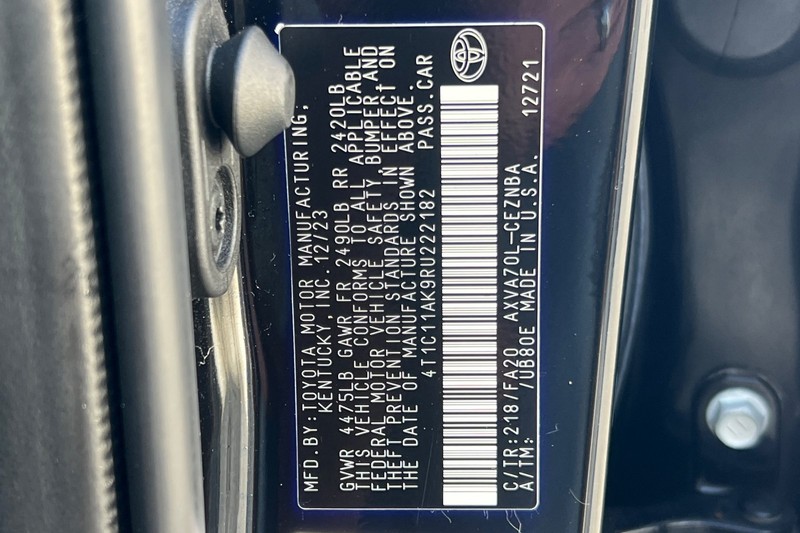 MFD.BY:TOYOTA MOTOR MANUFACTURING,
KENTUCKY, INC. 12/23
GVWR 4475LB GAWR FR 2490LB RR 2420LB
THIS VEHICLE CONFORMS TO ALL APPLICABLE
FEDERAL MOTOR VEHICLE SAFETY, BUMPER, AND
THEFT PREVENTION STANDARDS IN EFFECT ON
THE DATE OF MANUFACTURE SHOWN ABOVE.
4T1C11AK9RU222182 PASS.CAR
C/TR:218/FA20 AXVA70L-CEZNBA
A/TM: /UB80E MADE IN U.S.A. 12721